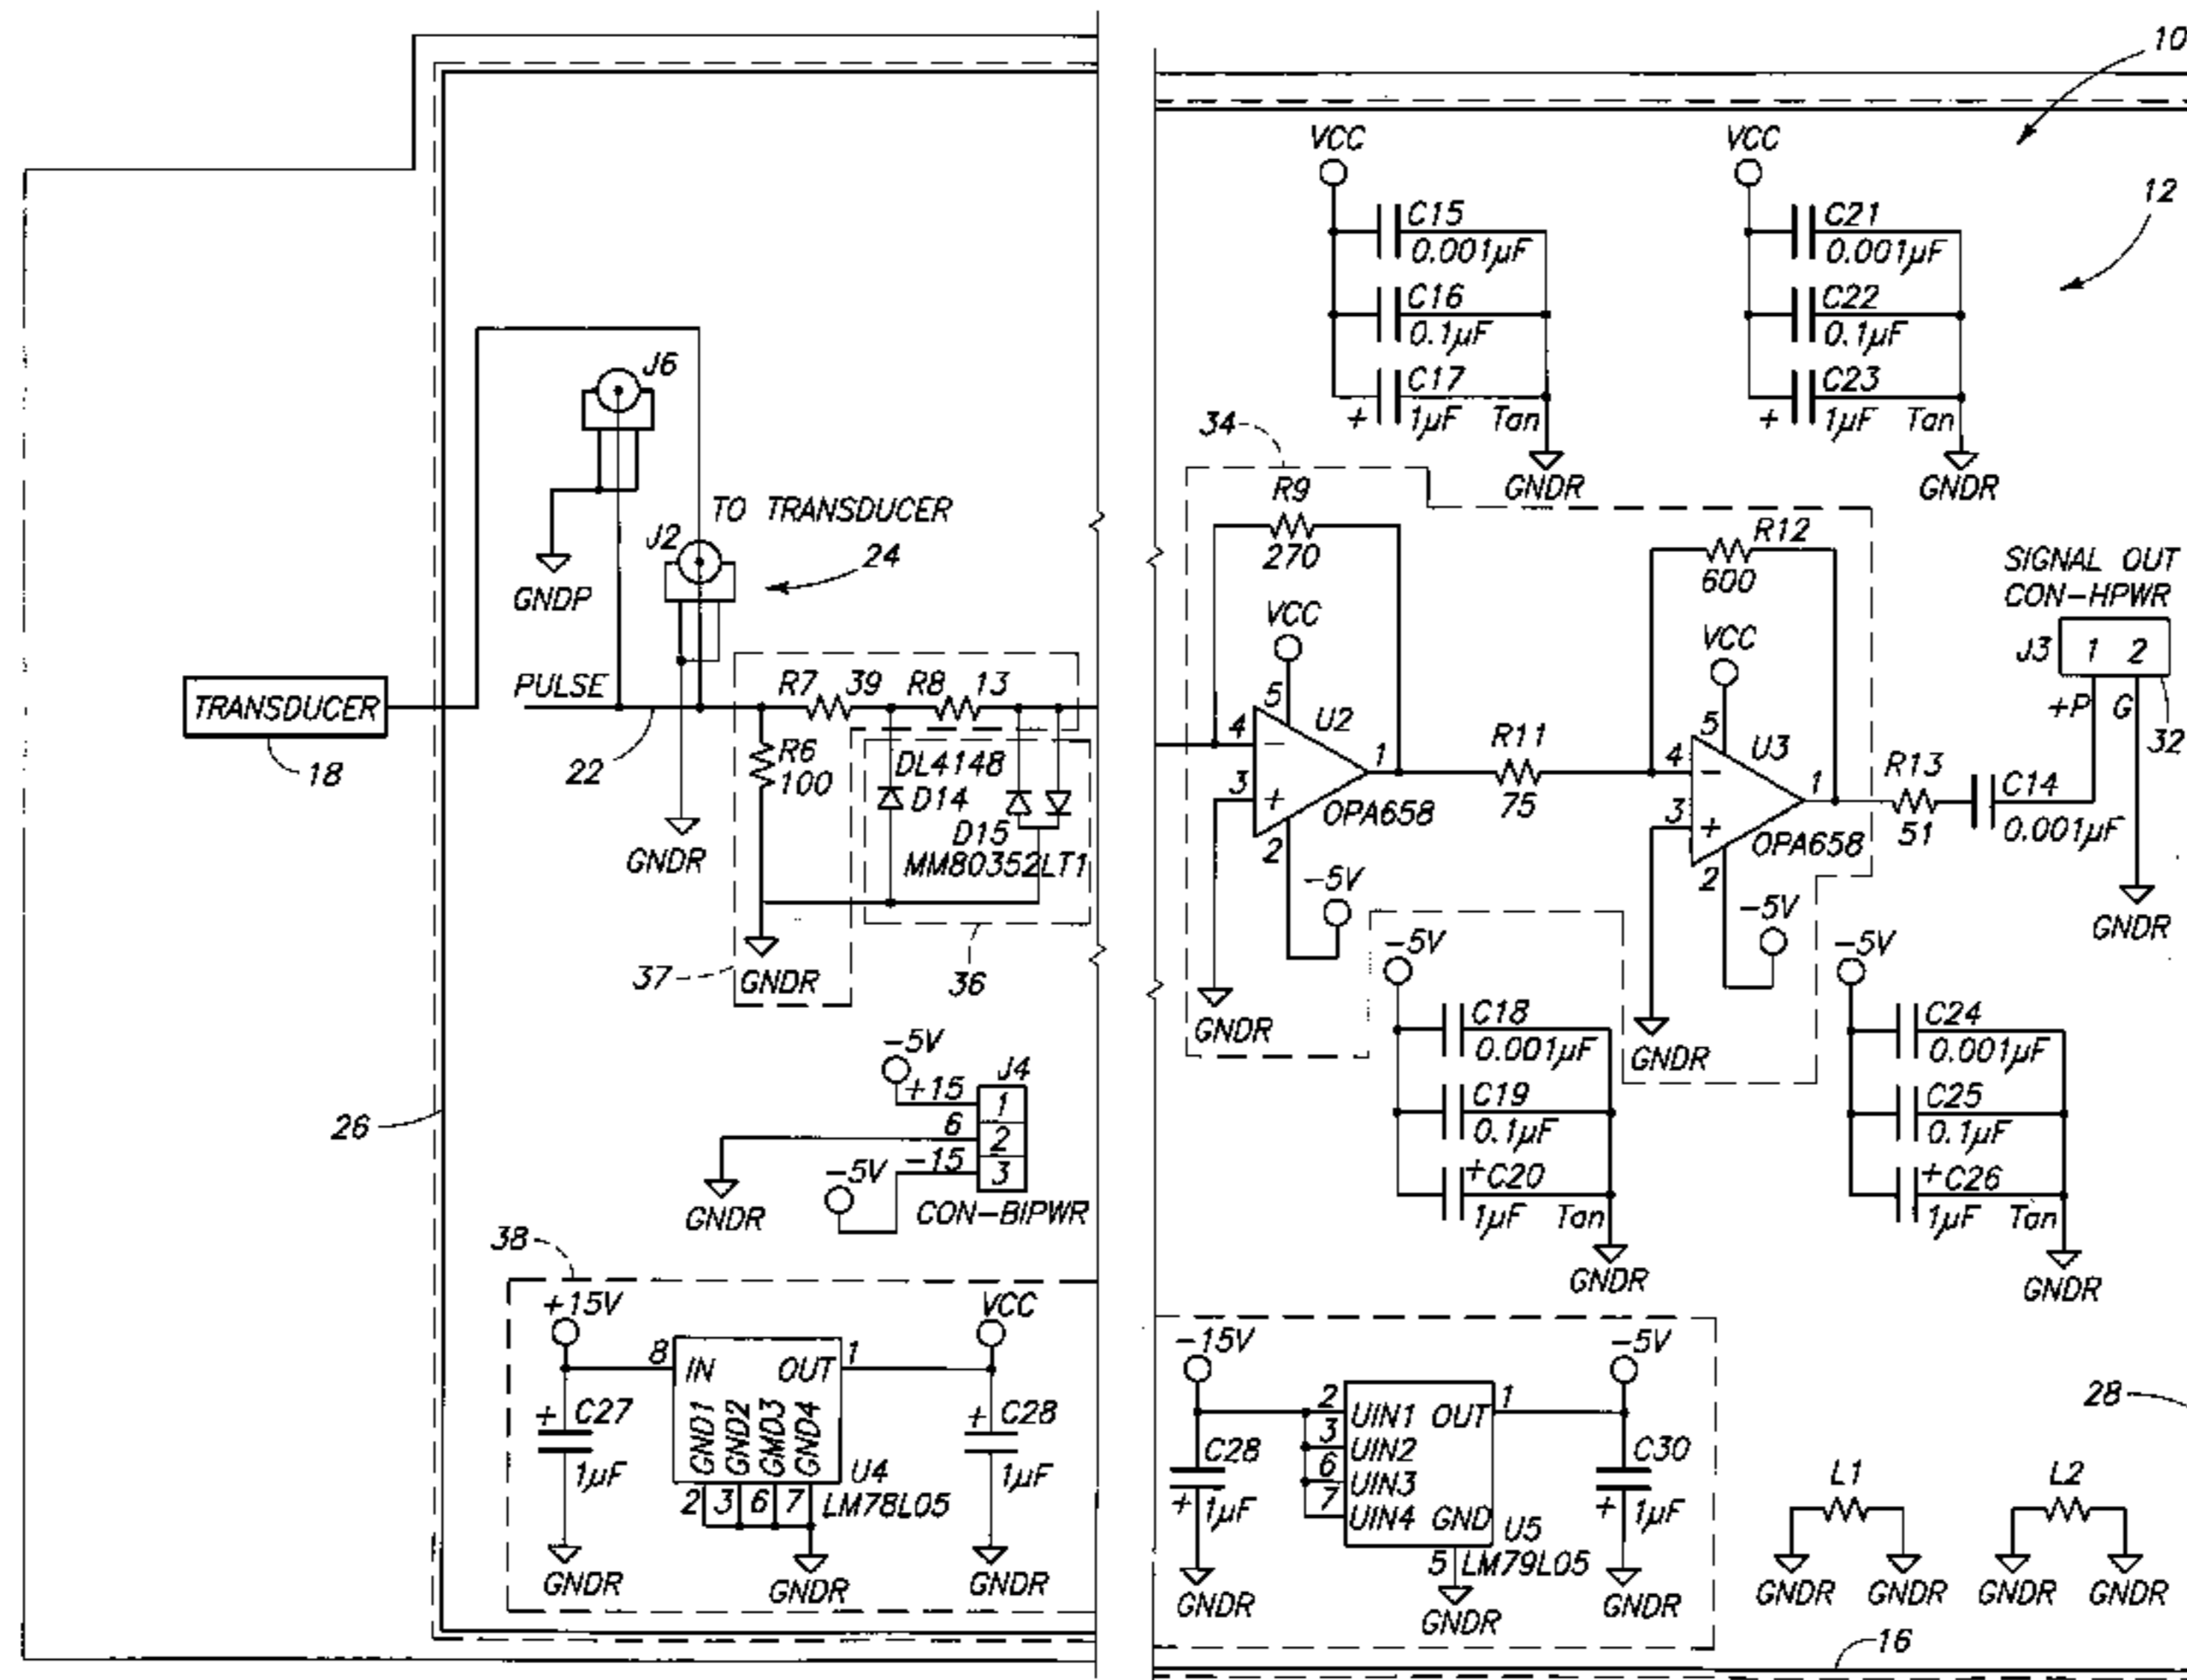 10
12
VCC
C15
0.001µF
C16
0.1µF
C17
+ 1µF Tan
GNDR
VCC
C21
0.001µF
C22
0.1µF
C23
+ 1µF Tan
GNDR
J6
GNDP
TO TRANSDUCER
J2
24
GNDR
TRANSDUCER
18
PULSE
22
R7 39 R8 13
R6
100
DL4148
D14
D15
MM80352LT1
GNDR
37
36
34
R9
270
VCC
5
4
−
U2
1
3
+
OPA658
2
−5V
GNDR
R11
75
R12
600
VCC
5
4
−
U3
1
3
+
OPA658
2
−5V
GNDR
R13
51
C14
0.001µF
SIGNAL OUT
CON−HPWR
J3 1 2
+P G
32
GNDR
−5V
C18
0.001µF
C19
0.1µF
+C20
1µF Tan
GNDR
−5V
C24
0.001µF
C25
0.1µF
+C26
1µF Tan
GNDR
26
−5V
J4
+15 1
6 2
−15 3
−5V
GNDR
CON−BIPWR
38
+15V
8 IN OUT 1
VCC
+ C27
1µF
GNDR
GND1
GND2
GMD3
GND4
2 3 6 7
U4
LM78L05
GNDR
+ C28
1µF
GNDR
−15V
C28
+ 1µF
GNDR
2 UIN1 OUT 1
3 UIN2
6 UIN3
7 UIN4 GND
U5
5 LM79L05
GNDR
−5V
C30
+ 1µF
GNDR
28
L1
GNDR GNDR
L2
GNDR GNDR
16